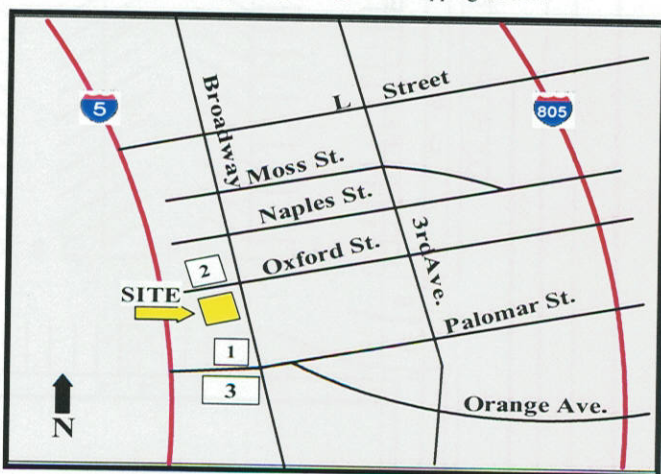 5
Broadway
L Street
805
Moss St.
Naples St.
3rd Ave.
2
Oxford St.
SITE
Palomar St.
1
3
Orange Ave.
N